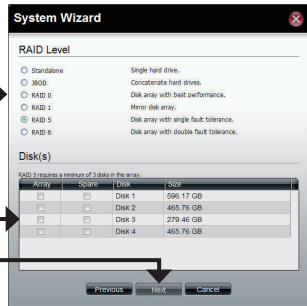 System Wizard
RAID Level
Standalone Single hard drive.
JBOD Concatenate hard drives.
RAID 0 Disk array with best performance.
RAID 1 Mirror disk array.
RAID 5 Disk array with single fault tolerance.
RAID 6 Disk array with double fault tolerance.
Disk(s)
RAID 5 requires a minimum of 3 disks in the array.
Array Spare Disk Size
Disk 1 596.17 GB
Disk 2 465.76 GB
Disk 3 279.46 GB
Disk 4 465.76 GB
Previous Next Cancel